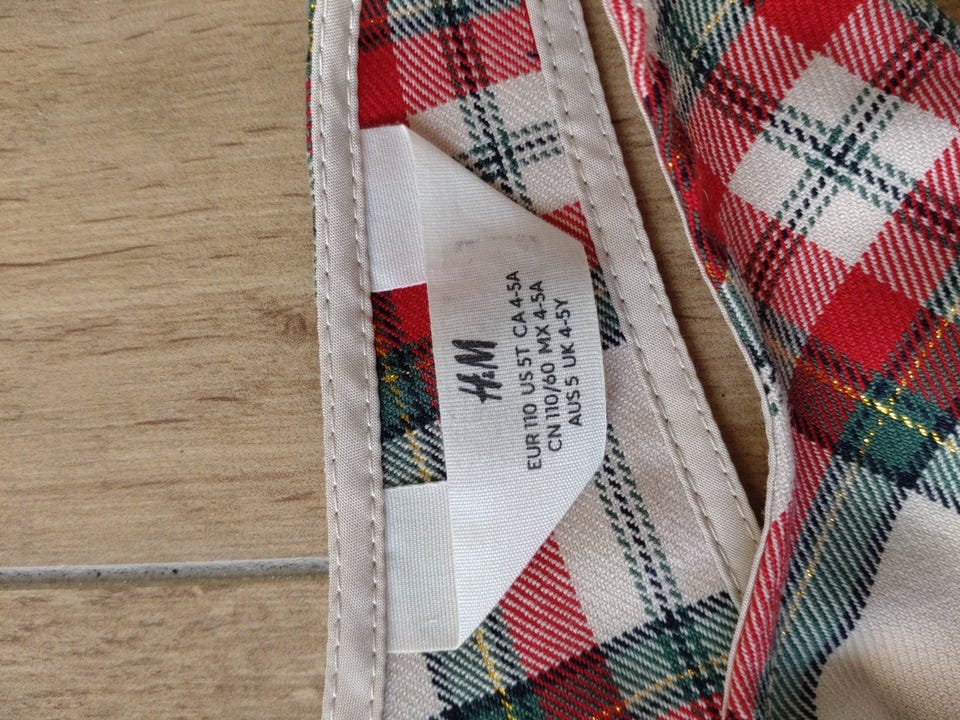 H&M
EUR 110 US 5T CA 4-5A
CN 110/60 MX 4-5A
AUS 5 UK 4-5Y